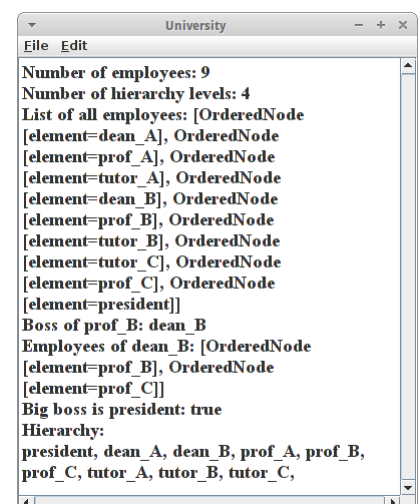 University
File Edit
Number of employees: 9
Number of hierarchy levels: 4
List of all employees: [OrderedNode
[element=dean_A], OrderedNode
[element=prof_A], OrderedNode
[element=tutor_A], OrderedNode
[element=dean_B], OrderedNode
[element=prof_B], OrderedNode
[element=tutor_B], OrderedNode
[element=tutor_C], OrderedNode
[element=prof_C], OrderedNode
[element=president]]
Boss of prof_B: dean_B
Employees of dean_B: [OrderedNode
[element=prof_B], OrderedNode
[element=prof_C]]
Big boss is president: true
Hierarchy:
president, dean_A, dean_B, prof_A, prof_B,
prof_C, tutor_A, tutor_B, tutor_C,